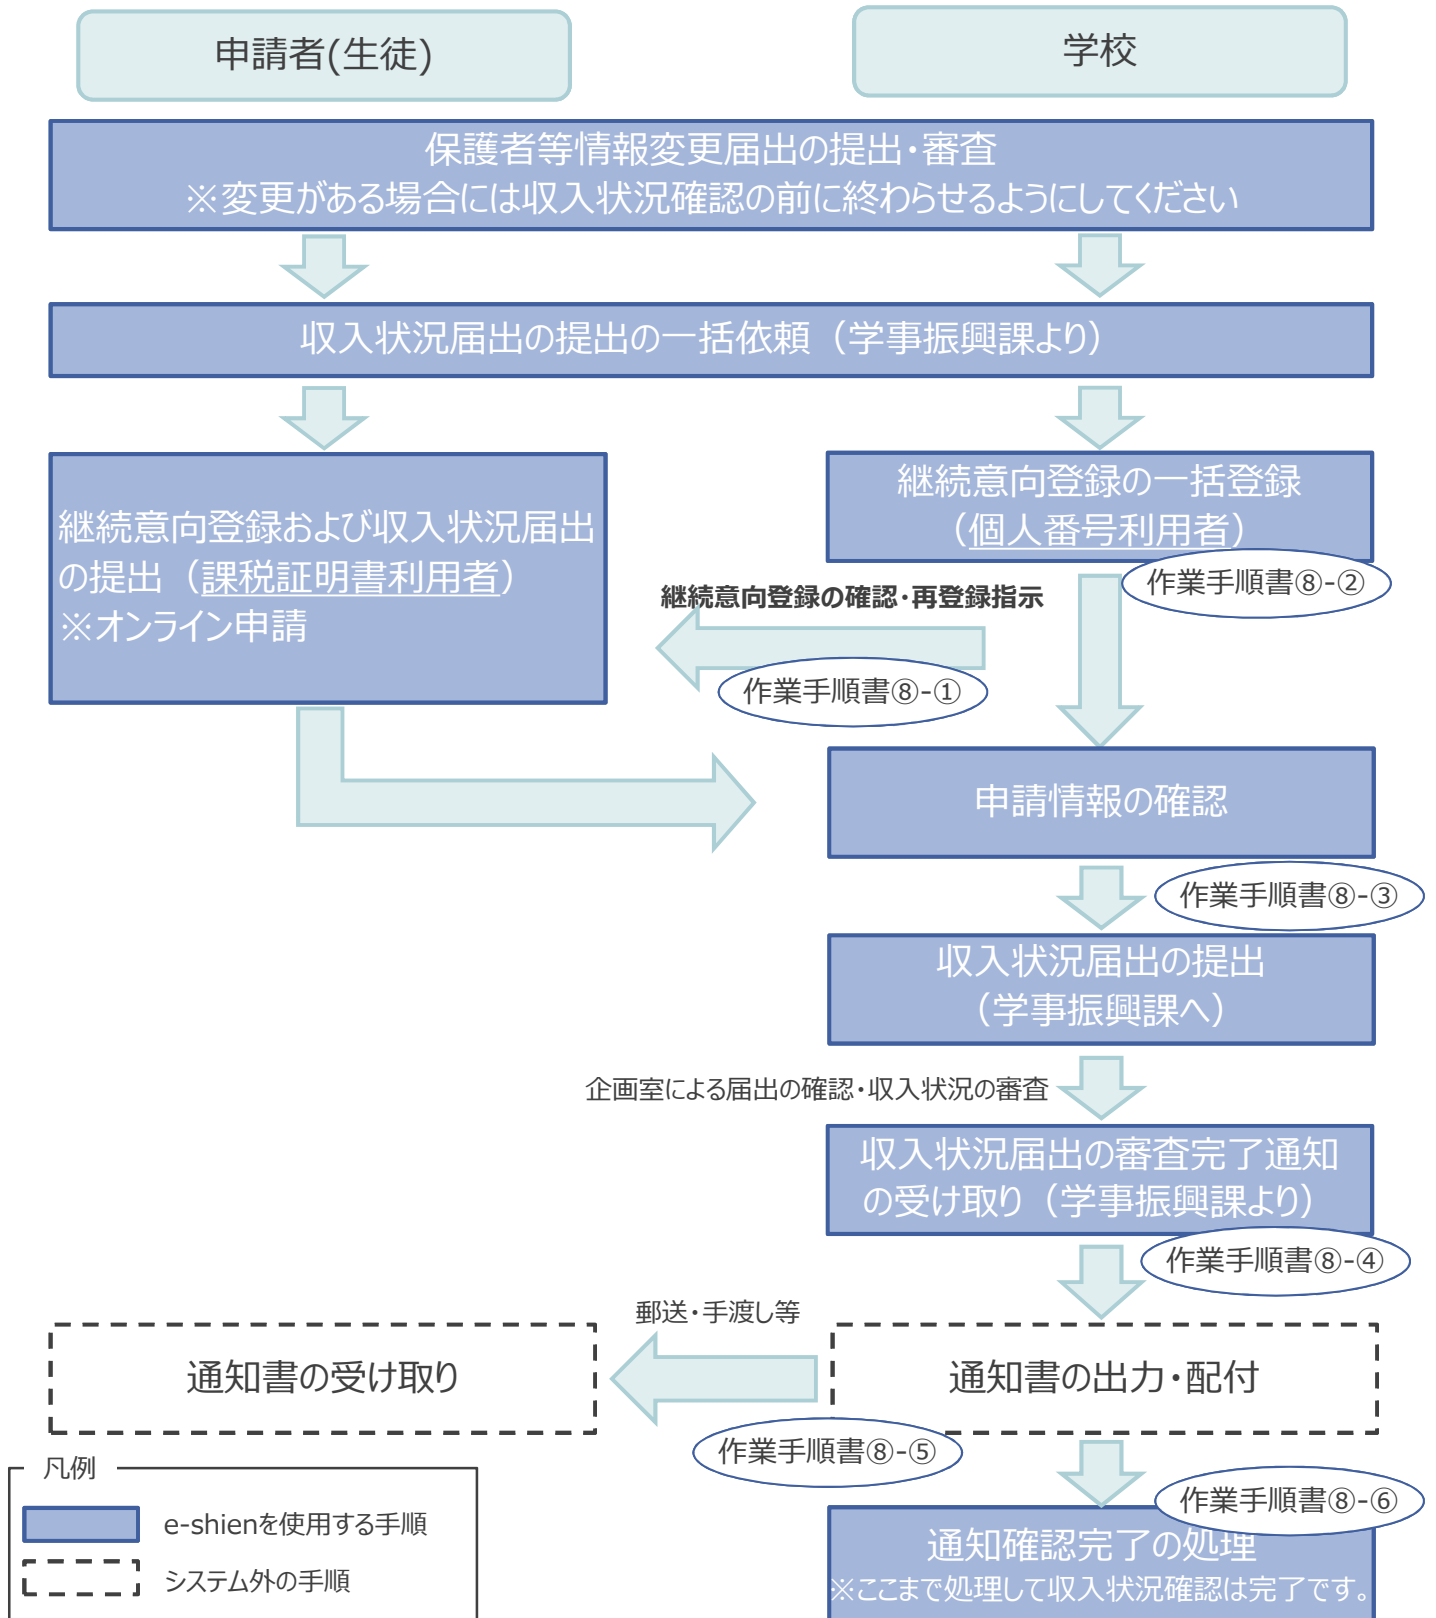 申請者(生徒)
学校
保護者等情報変更届出の提出・審査
※変更がある場合には収入状況確認の前に終わらせるようにしてください
収入状況届出の提出の一括依頼（学事振興課より）
継続意向登録および収入状況届出
の提出（課税証明書利用者）
※オンライン申請
継続意向登録の一括登録
（個人番号利用者）
作業手順書⑧-②
継続意向登録の確認・再登録指示
作業手順書⑧-①
申請情報の確認
作業手順書⑧-③
収入状況届出の提出
（学事振興課へ）
企画室による届出の確認・収入状況の審査
収入状況届出の審査完了通知
の受け取り（学事振興課より）
作業手順書⑧-④
郵送・手渡し等
通知書の受け取り
通知書の出力・配付
作業手順書⑧-⑤
作業手順書⑧-⑥
通知確認完了の処理
※ここまで処理して収入状況確認は完了です。
凡例
e-shienを使用する手順
システム外の手順